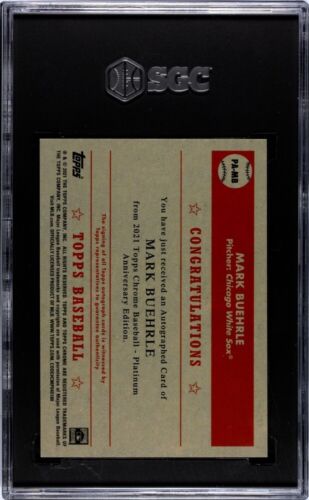 SGC
PA-MB
MARK BUEHRLE
Pitcher: Chicago White Sox®
☆ CONGRATULATIONS ☆
You have just received an Autographed Card of
MARK BUEHRLE
from 2021 Topps Chrome Baseball - Platinum
Anniversary Edition.
The signing of all Topps autograph cards is witnessed by
Topps representatives to guarantee authenticity.
☆ TOPPS BASEBALL ☆
topps